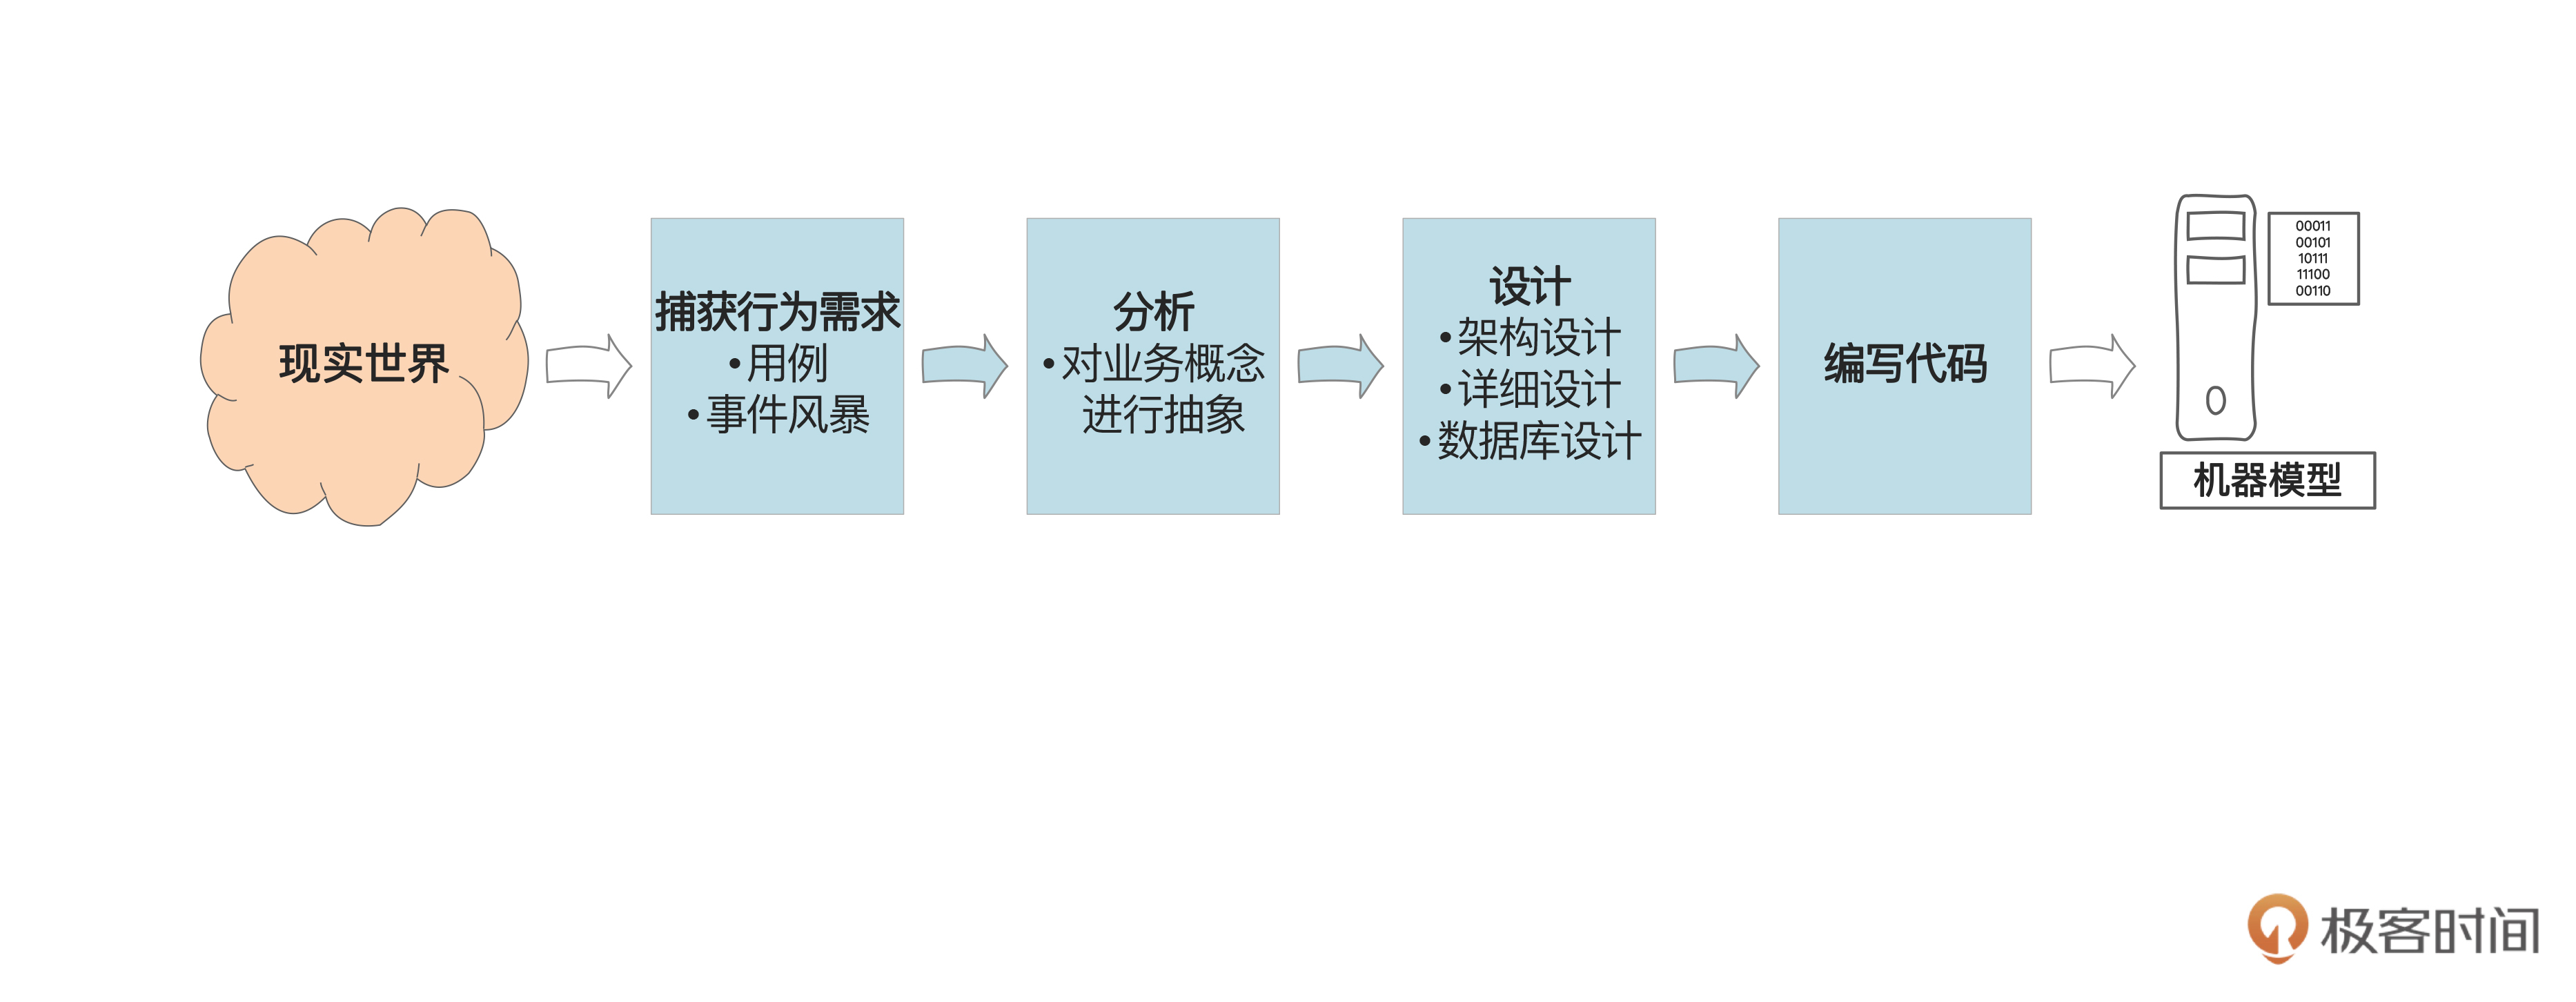 现实世界
捕获行为需求
•用例
•事件风暴
分析
•对业务概念
进行抽象
设计
•架构设计
•详细设计
•数据库设计
编写代码
00011
00101
10111
11100
00110
机器模型
极客时间